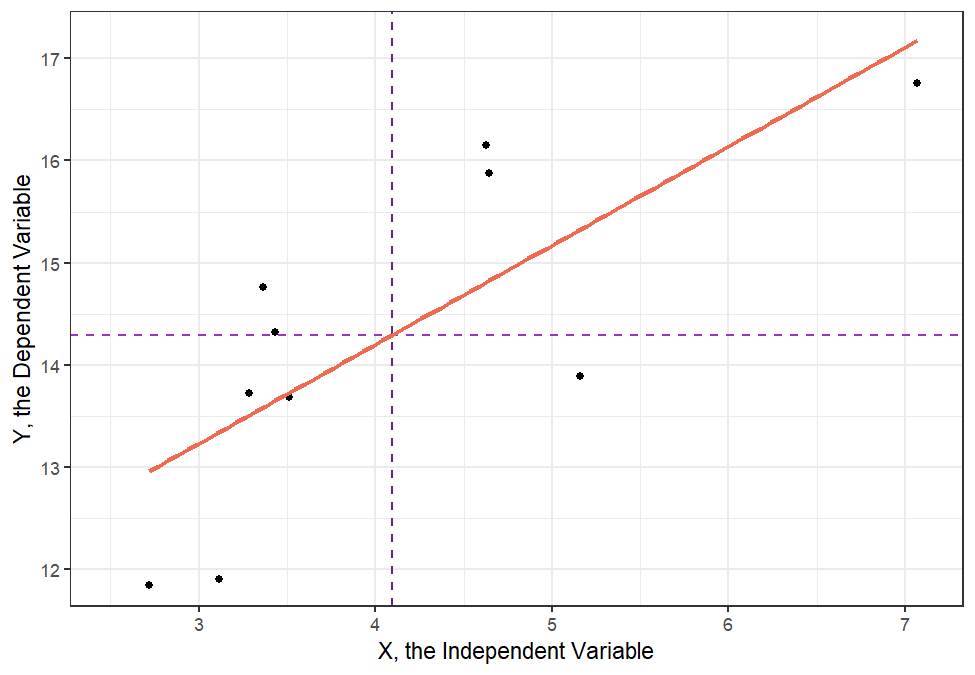 17
16
15
14
13
12
Y, the Dependent Variable
3 4 5 6 7
X, the Independent Variable